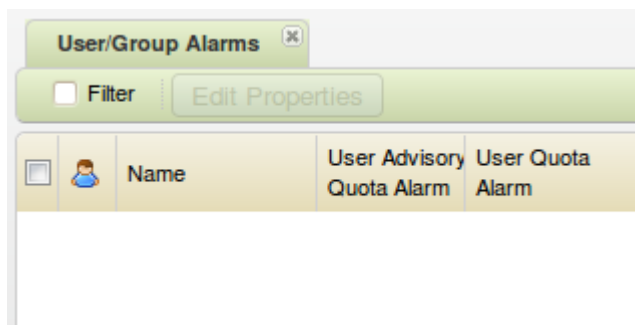 User/Group Alarms
Filter
Edit Properties
Name
User Advisory
Quota Alarm
User Quota
Alarm